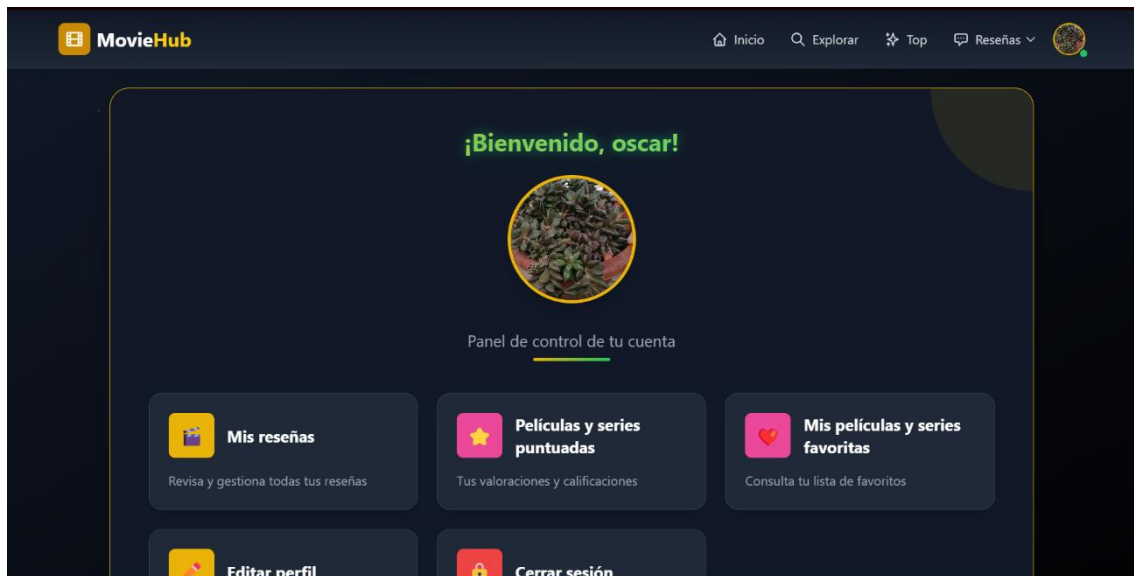 MovieHub
Inicio
Explorar
Top
Reseñas
¡Bienvenido, oscar!
Panel de control de tu cuenta
Mis reseñas
Revisa y gestiona todas tus reseñas
Películas y series
puntuadas
Tus valoraciones y calificaciones
Mis películas y series
favoritas
Consulta tu lista de favoritos
Editar perfil
Cerrar sesión